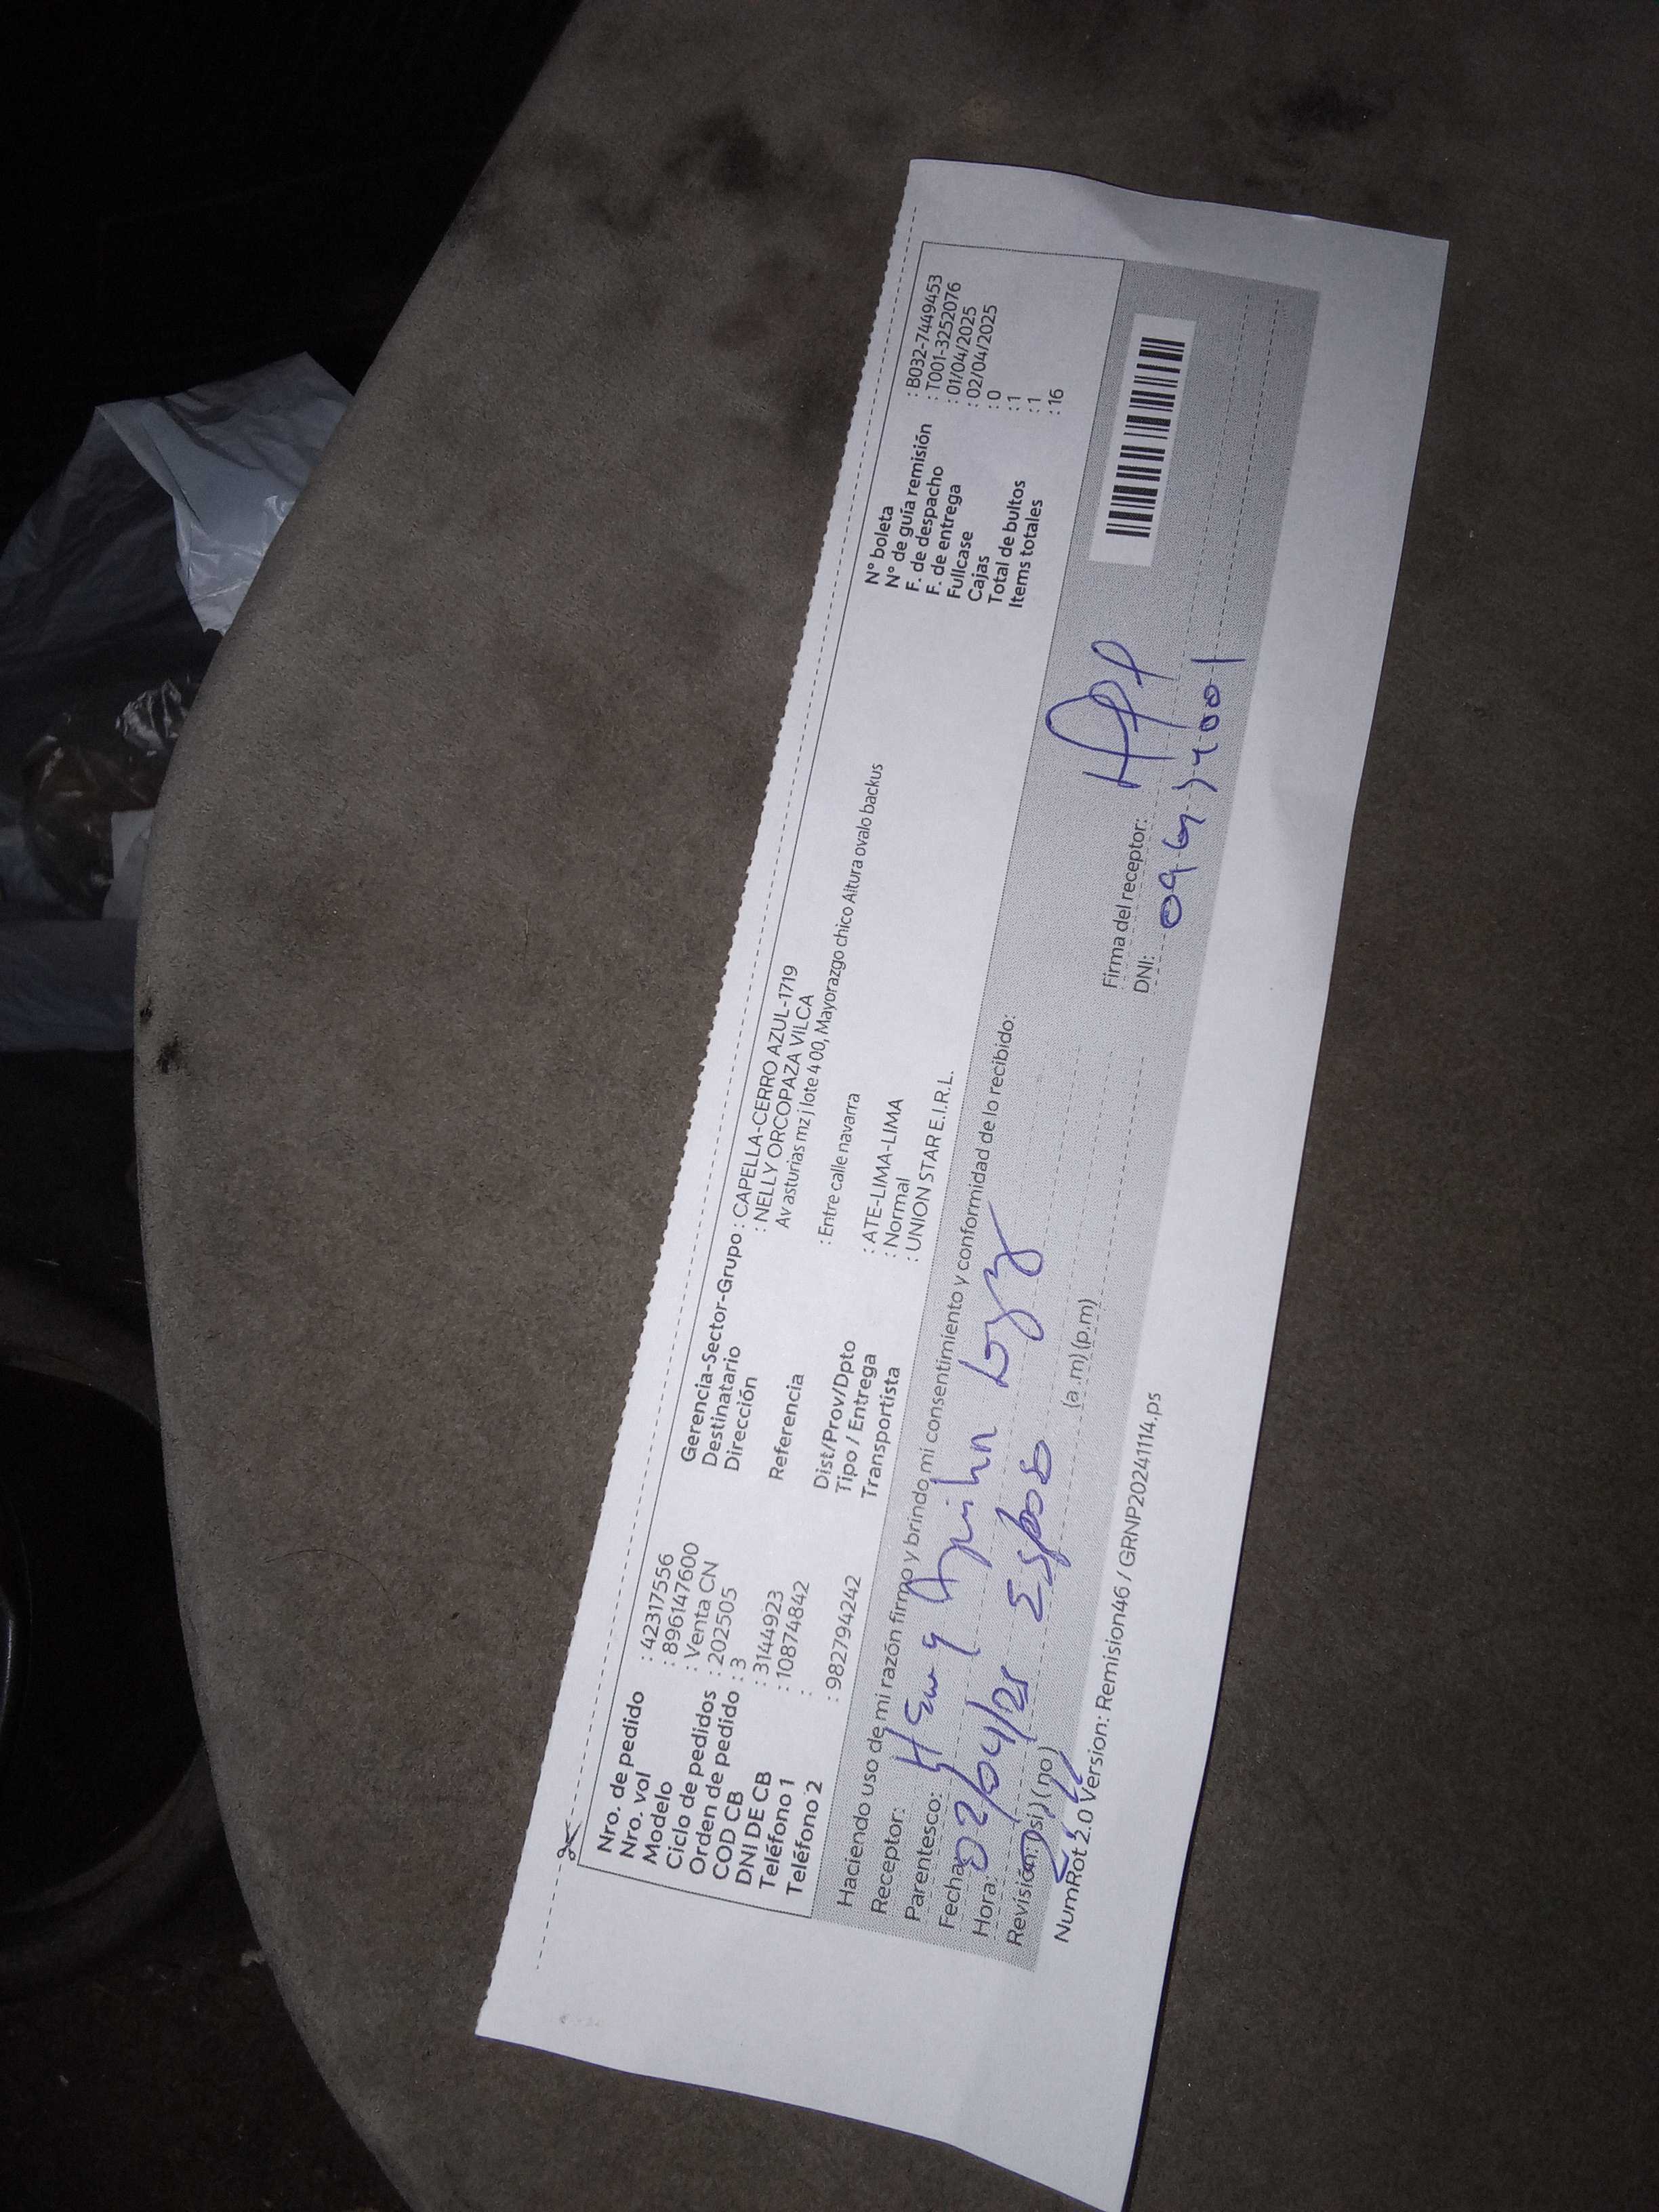 Nro. de pedido : 42317556
Nro. vol : 896147600
Modelo : Venta CN
Ciclo de pedidos : 202505
Orden de pedido : 3
COD CB : 3144923
DNI DE CB : 10874842
Teléfono 1 :
Teléfono 2 : 982794242
Gerencia-Sector-Grupo : CAPELLA-CERRO AZUL-1719
Destinatario : NELLY ORCOPAZA VILCA
Dirección Av asturias mz j lote 4 00, Mayorazgo chico Aitura ovalo backus
Referencia : Entre calle navarra
Dist/Prov/Dpto : ATE-LIMA-LIMA
Tipo / Entrega : Normal
Transportista : UNION STAR E.I.R.L.
N° boleta : B032-7449453
N° de guía remisión : T001-3252076
F. de despacho : 01/04/2025
F. de entrega : 02/04/2025
Fullcase : 0
Cajas : 1
Total de bultos : 1
Items totales : 16
Haciendo uso de mi razón firmo y brindo mi consentimiento y conformidad de lo recibido:
Receptor:
Parentesco:
Fecha: 02/04/25 Esposo
Hora: (a .m) (p.m)
Revisión: (si) (no)
Firma del receptor:
DNI:
NumRot 2.0 Version: Remision46 / GRNP20241114.ps